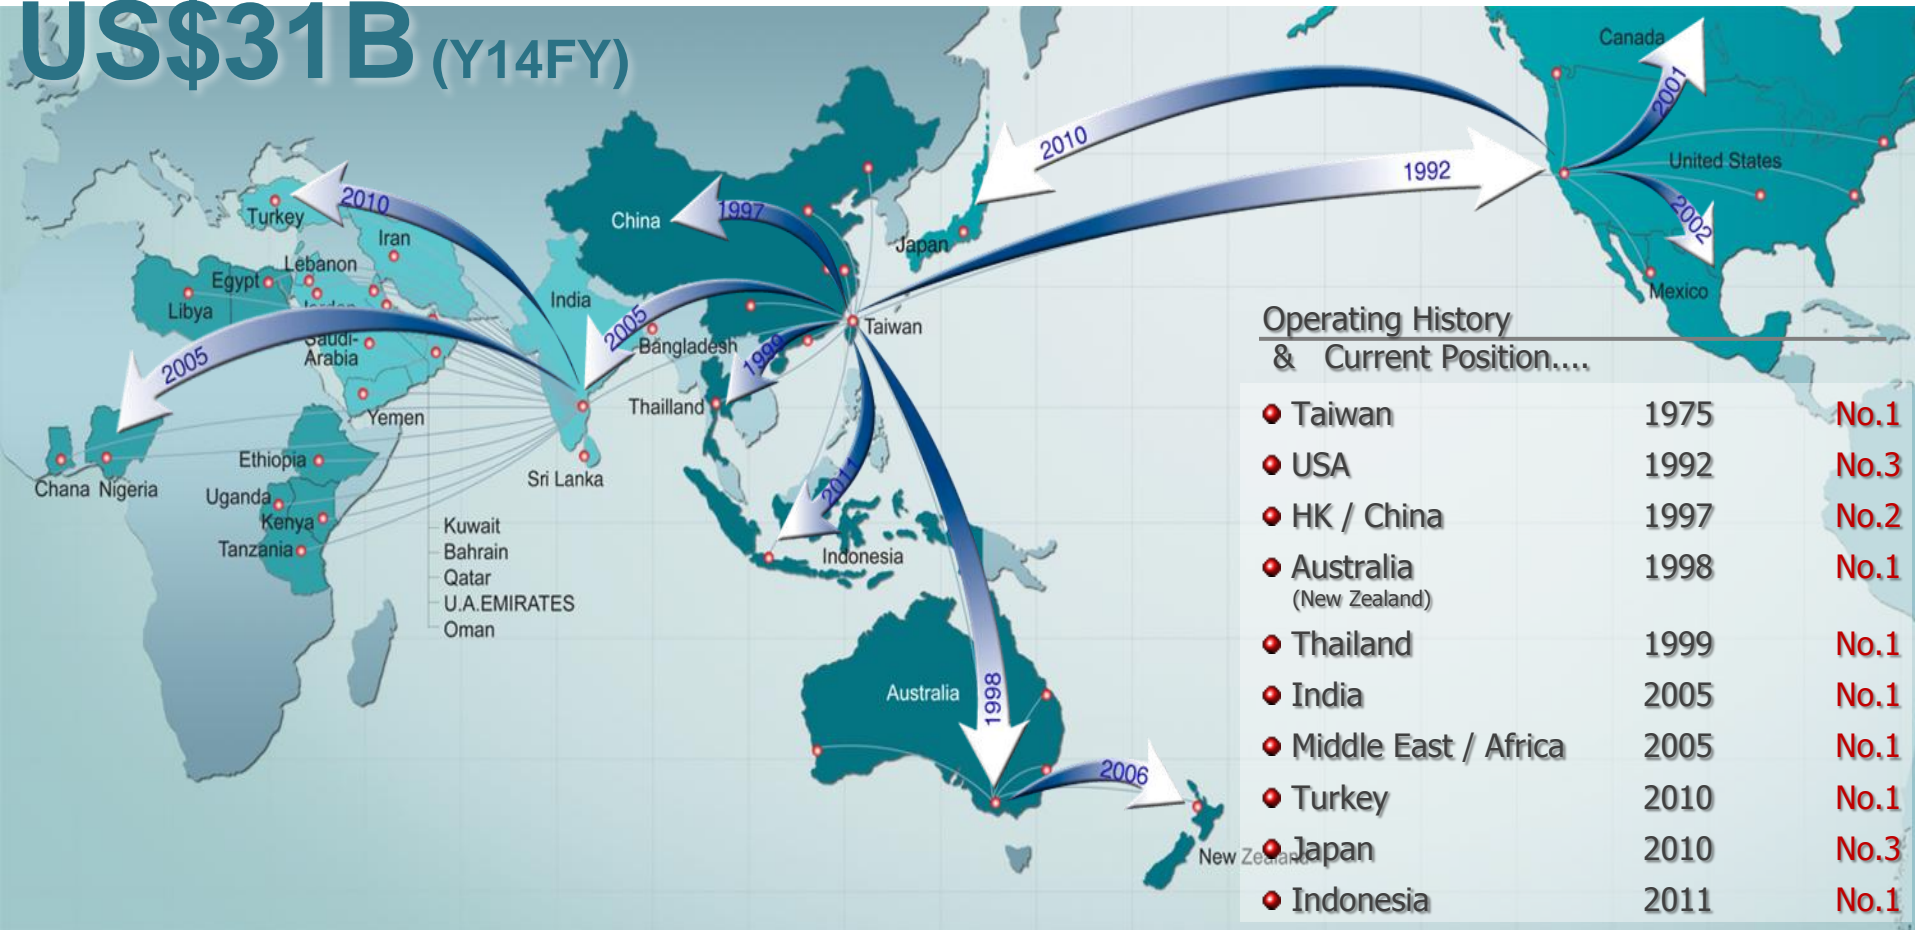 US$31B (Y14FY)
Canada
2001
2010
1992
United States
2002
Mexico
Turkey
2010
China
1997
Japan
Iran
Lebanon
Egypt
Libya
Jordan
India
2005
Taiwan
Bangladesh
1999
Saudi-
Arabia
2005
Yemen
Thailland
Ethiopia
Sri Lanka
Chana Nigeria
Uganda
Kenya
Tanzania
2011
Indonesia
Kuwait
Bahrain
Qatar
U.A.EMIRATES
Oman
Australia
1998
2006
New Zealand
Operating History
& Current Position....
Taiwan 1975 No.1
USA 1992 No.3
HK / China 1997 No.2
Australia 1998 No.1
(New Zealand)
Thailand 1999 No.1
India 2005 No.1
Middle East / Africa 2005 No.1
Turkey 2010 No.1
Japan 2010 No.3
Indonesia 2011 No.1